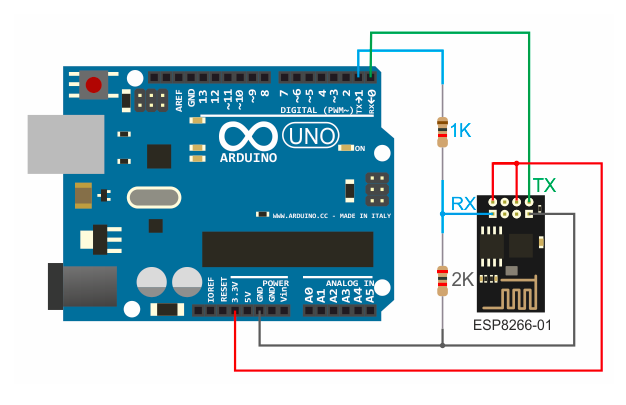 AREF
GND
13
12
~11
~10
~9
8
7
~6
~5
~4
~3
2
TX→1
RX←0
DIGITAL (PWM~)
UNO
ARDUINO
ON
WWW.ARDUINO.CC - MADE IN ITALY
1K
RX
TX
2K
ESP8266-01
POWER
ANALOG IN
IOREF
RESET
3.3V
5V
GND
GND
Vin
A0
A1
A2
A3
A4
A5